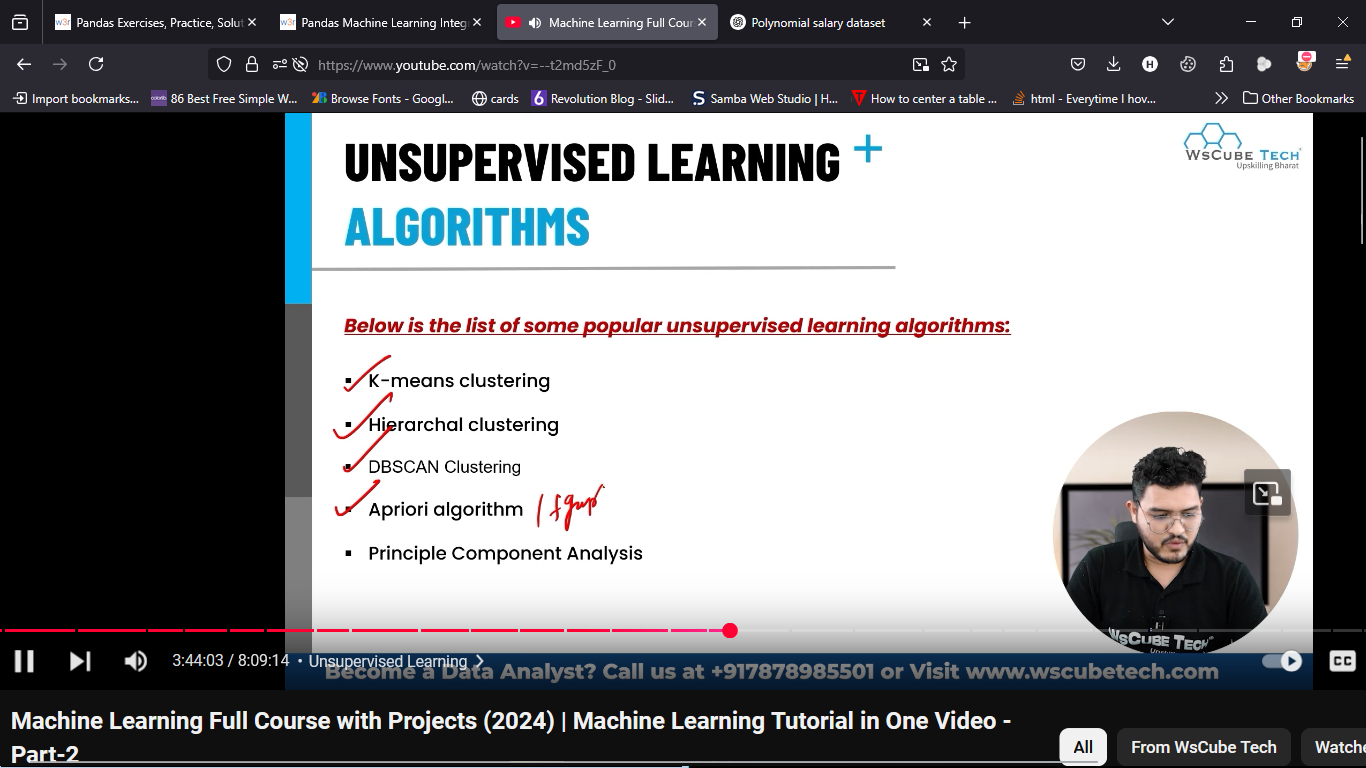 Pandas Exercises, Practice, Solut
Pandas Machine Learning Integ
Machine Learning Full Cour
Polynomial salary dataset
https://www.youtube.com/watch?v=--t2md5zF_0
Import bookmarks...
86 Best Free Simple W...
Browse Fonts - Googl...
cards
Revolution Blog - Slid...
Samba Web Studio | H...
How to center a table ...
html - Everytime I hov...
Other Bookmarks
UNSUPERVISED LEARNING
ALGORITHMS
WSCUBE TECH
Upskilling Bharat
Below is the list of some popular unsupervised learning algorithms:
K-means clustering
Hierarchal clustering
DBSCAN Clustering
Apriori algorithm
Principle Component Analysis
WSCUBE TECH
3:44:03 / 8:09:14 • Unsupervised Learning
CC
Become a Data Analyst? Call us at +917878985501 or Visit www.wscubetech.com
Machine Learning Full Course with Projects (2024) | Machine Learning Tutorial in One Video -
Part-2
All
From WsCube Tech
Watche